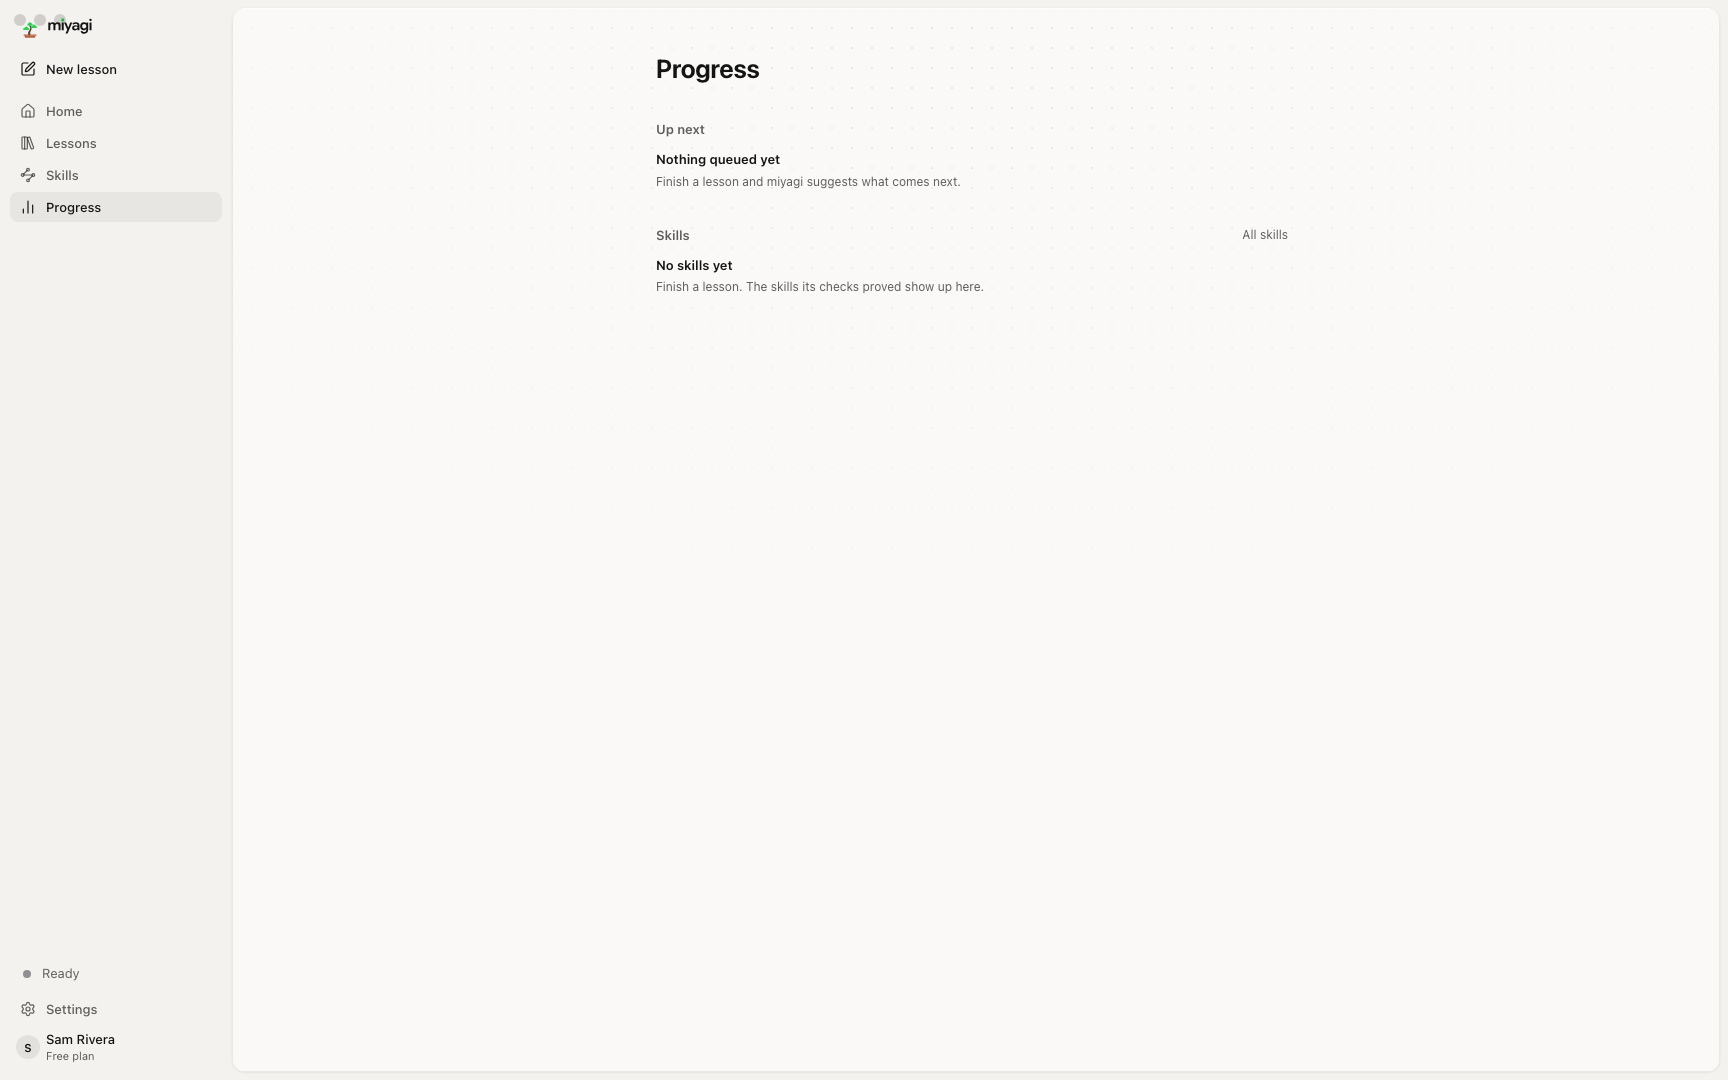 miyagi
New lesson
Home
Lessons
Skills
Progress
Progress
Up next
Nothing queued yet
Finish a lesson and miyagi suggests what comes next.
Skills
All skills
No skills yet
Finish a lesson. The skills its checks proved show up here.
Ready
Settings
S
Sam Rivera
Free plan